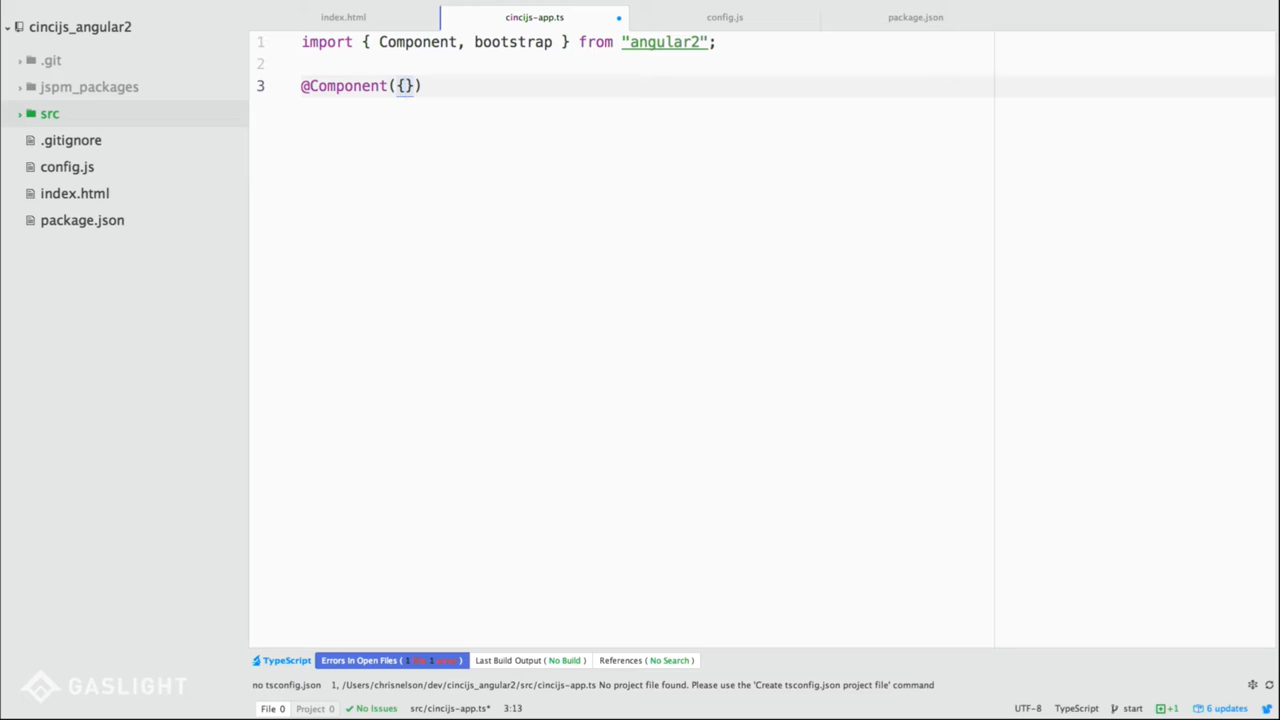 cincijs_angular2
.git
jspm_packages
src
.gitignore
config.js
index.html
package.json
index.html
cincijs-app.ts
config.js
package.json
1 import { Component, bootstrap } from "angular2";
2
3 @Component({})
TypeScript
Errors In Open Files ( 1 1 )
Last Build Output ( No Build )
References ( No Search )
no tsconfig.json 1, /Users/chrisnelson/dev/cincijs_angular2/src/cincijs-app.ts No project file found. Please use the 'Create tsconfig.json project file' command
File 0 Project 0 No Issues src/cincijs-app.ts* 3:13
UTF-8 TypeScript start +1 6 updates
GASLIGHT